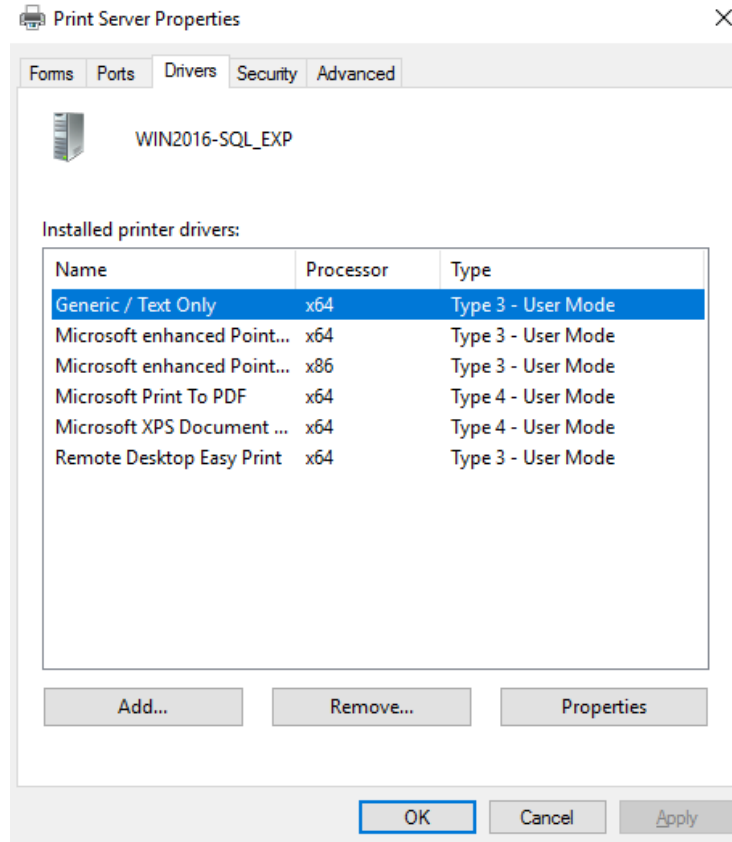 Print Server Properties
Forms Ports Drivers Security Advanced
WIN2016-SQL_EXP
Installed printer drivers:
Name Processor Type
Generic / Text Only x64 Type 3 - User Mode
Microsoft enhanced Point... x64 Type 3 - User Mode
Microsoft enhanced Point... x86 Type 3 - User Mode
Microsoft Print To PDF x64 Type 4 - User Mode
Microsoft XPS Document ... x64 Type 4 - User Mode
Remote Desktop Easy Print x64 Type 3 - User Mode
Add... Remove... Properties
OK Cancel Apply